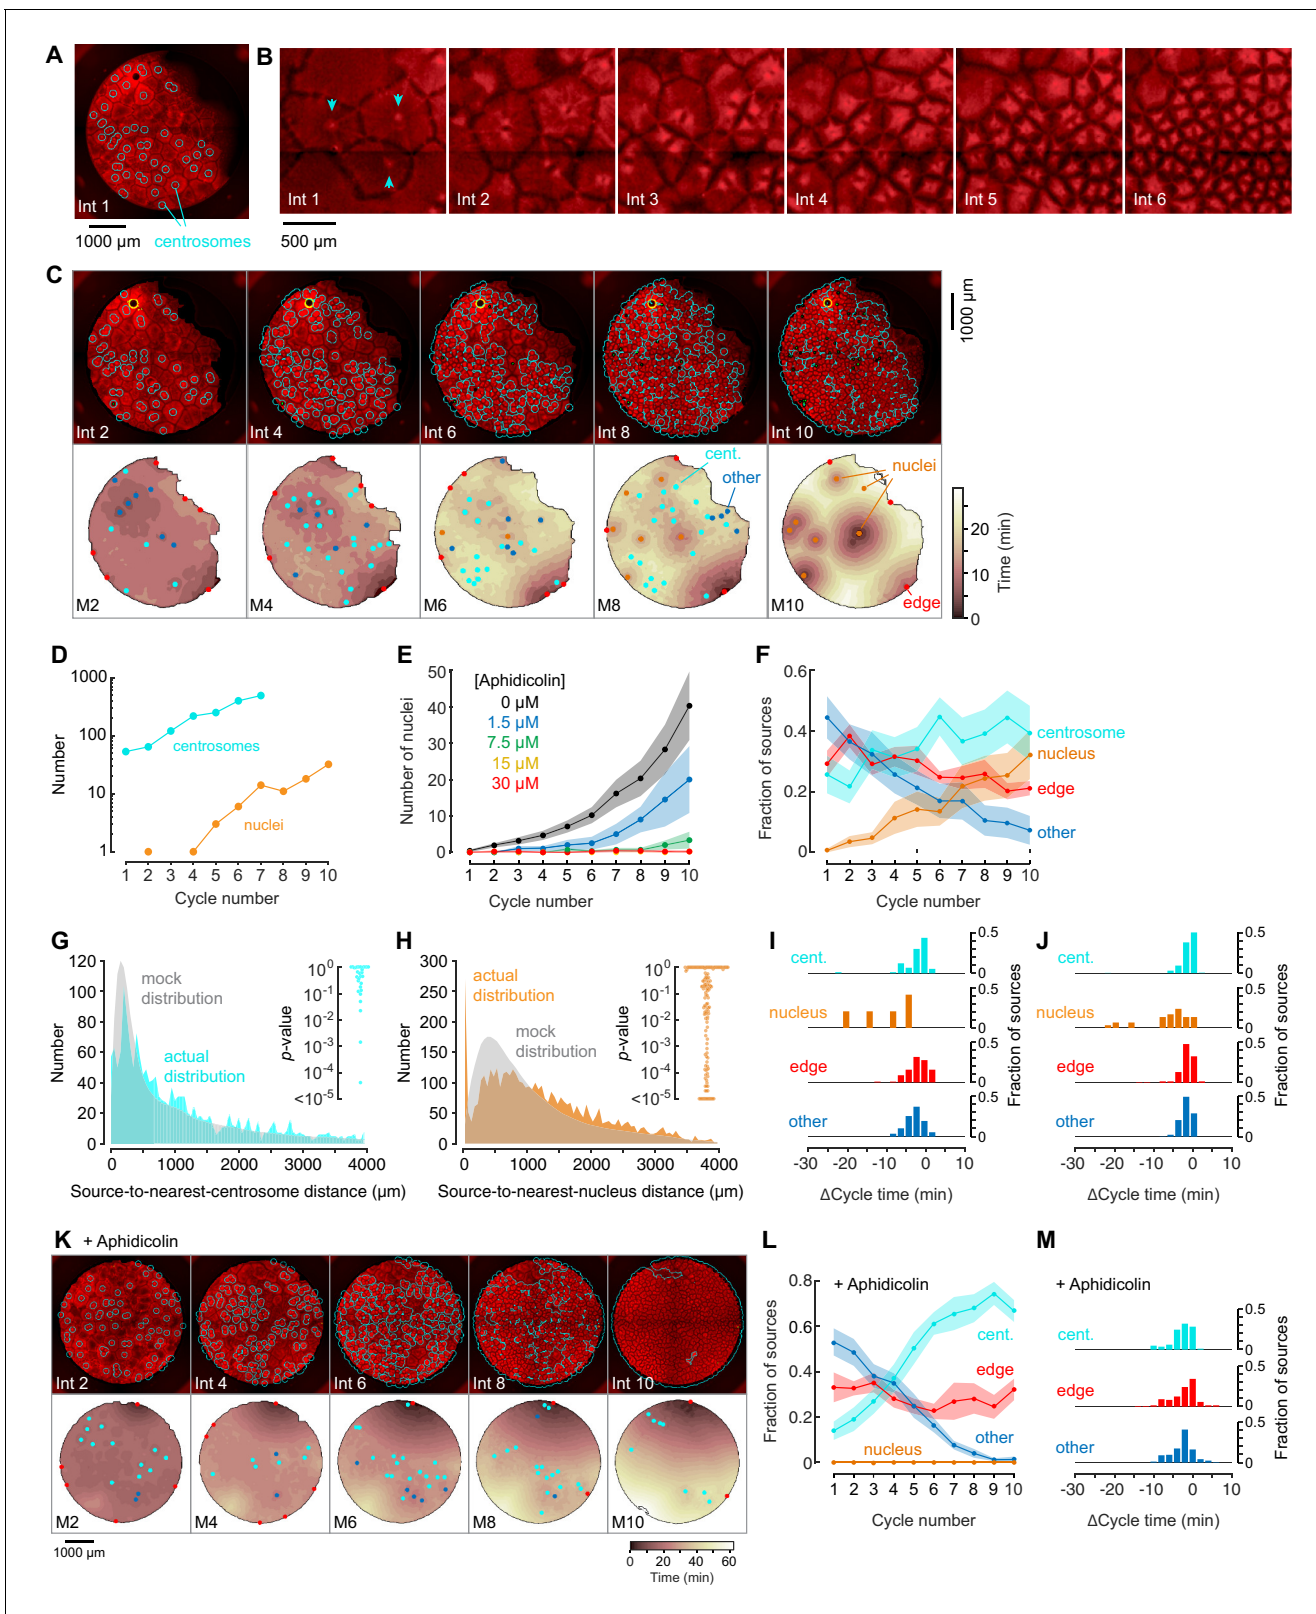 A
Int 1
1000 µm
centrosomes
B
Int 1
Int 2
Int 3
Int 4
Int 5
Int 6
500 µm
C
Int 2
Int 4
Int 6
Int 8
Int 10
1000 µm
M2
M4
M6
M8
M10
cent.
other
nuclei
edge
20
10
0
Time (min)
D
1000
100
10
1
Number
centrosomes
nuclei
1 2 3 4 5 6 7 8 9 10
Cycle number
E
50
40
30
20
10
0
Number of nuclei
[Aphidicolin]
0 µM
1.5 µM
7.5 µM
15 µM
30 µM
1 2 3 4 5 6 7 8 9 10
Cycle number
F
0.6
0.4
0.2
0
Fraction of sources
centrosome
nucleus
edge
other
1 2 3 4 5 6 7 8 9 10
Cycle number
G
120
100
80
60
40
20
0
Number
mock
distribution
actual
distribution
p-value
10^0
10^-1
10^-2
10^-3
10^-4
<10^-5
0 1000 2000 3000 4000
Source-to-nearest-centrosome distance (µm)
H
300
250
200
150
100
50
0
Number
actual
distribution
mock
distribution
p-value
10^0
10^-1
10^-2
10^-3
10^-4
<10^-5
0 1000 2000 3000 4000
Source-to-nearest-nucleus distance (µm)
I
cent.
nucleus
edge
other
0.5
0
0.5
0
0.5
0
0.5
0
Fraction of sources
-30 -20 -10 0 10
ΔCycle time (min)
J
cent.
nucleus
edge
other
0.5
0
0.5
0
0.5
0
0.5
0
Fraction of sources
-30 -20 -10 0 10
ΔCycle time (min)
K + Aphidicolin
Int 2
Int 4
Int 6
Int 8
Int 10
M2
M4
M6
M8
M10
1000 µm
0 20 40 60
Time (min)
L
+ Aphidicolin
0.8
0.6
0.4
0.2
0
Fraction of sources
cent.
edge
other
nucleus
1 2 3 4 5 6 7 8 9 10
Cycle number
M
+ Aphidicolin
cent.
edge
other
0.5
0
0.5
0
0.5
0
Fraction of sources
-30 -20 -10 0 10
ΔCycle time (min)